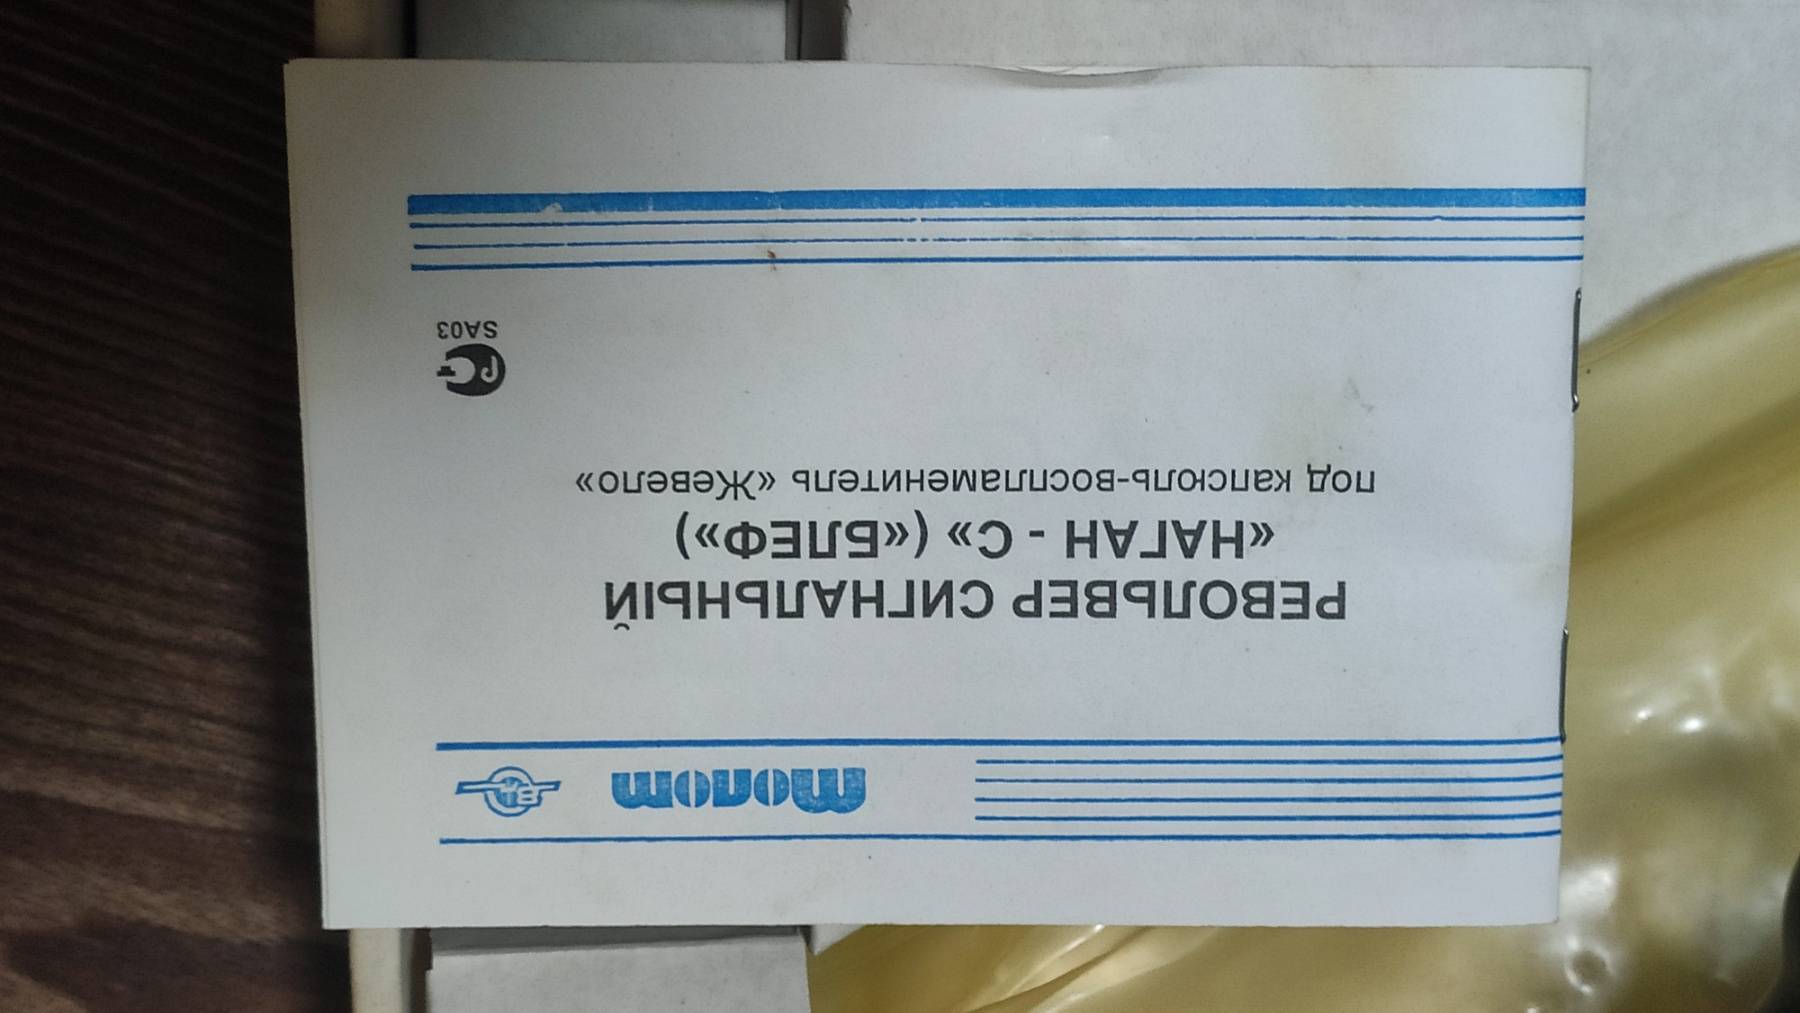 молот
РЕВОЛЬВЕР СИГНАЛЬНЫЙ
«НАГАН - С» («БЛЕФ»)
под капсюль-воспламенитель «Жевело»
SA03